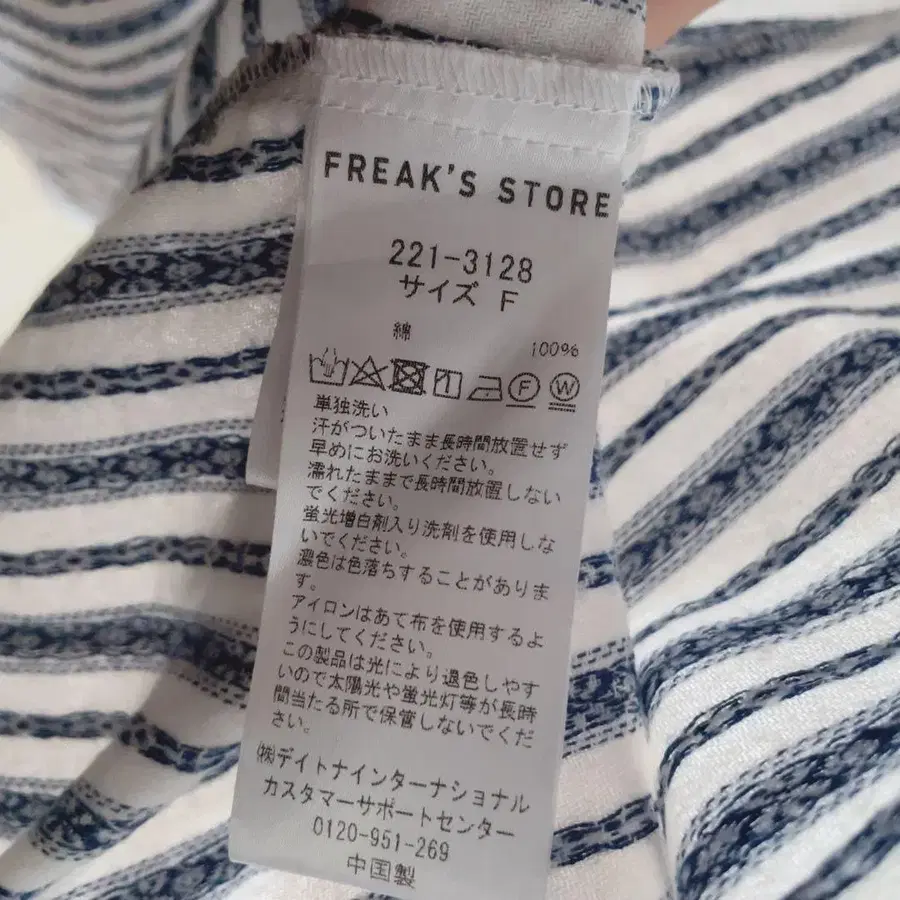 FREAK'S STORE
221-3128
サイズ F
綿 100%
F W
単独洗い
汗がついたまま長時間放置せず
早めにお洗いください。
濡れたままで長時間放置しない
でください。
蛍光増白剤入り洗剤を使用しな
いでください。
濃色は色落ちすることがありま
す。
アイロンはあて布を使用するよ
うにしてください。
この製品は光により退色しやす
いので太陽光や蛍光灯等が長時
間当たる所で保管しないでくだ
さい。
㈱デイトナインターナショナル
カスタマーサポートセンター
0120-951-269
中国製